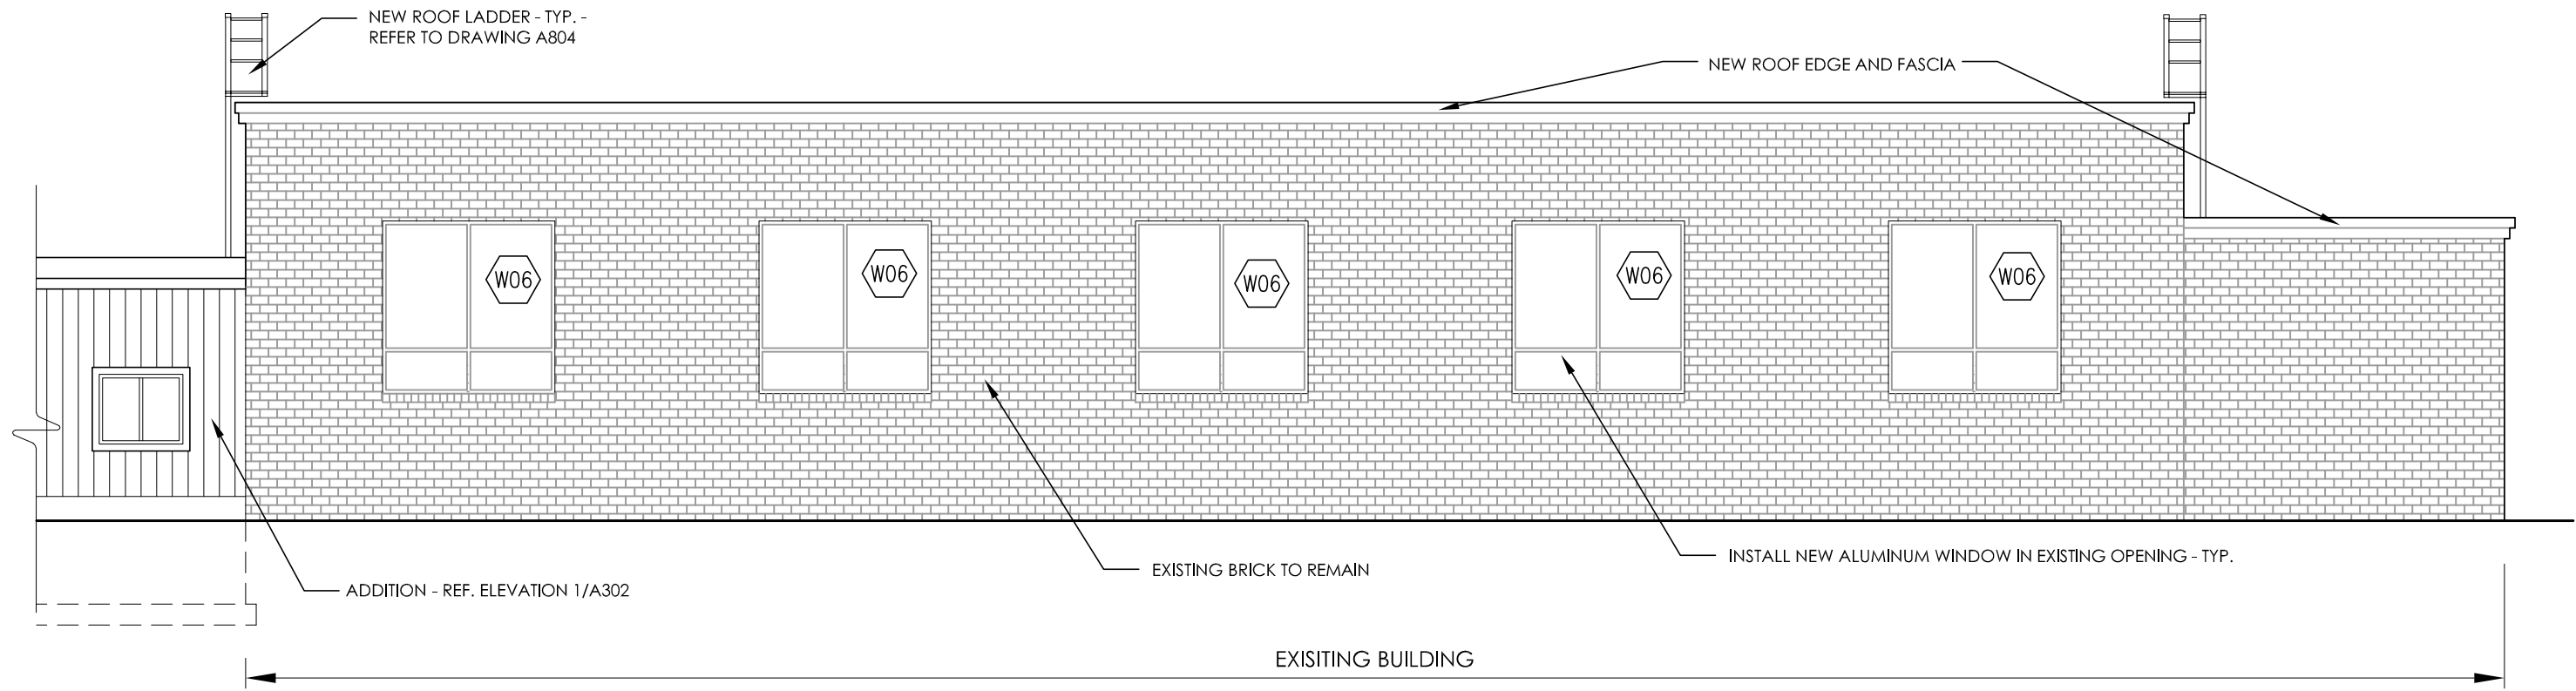 NEW ROOF LADDER - TYP. -
REFER TO DRAWING A804
NEW ROOF EDGE AND FASCIA
W06
W06
W06
W06
W06
INSTALL NEW ALUMINUM WINDOW IN EXISTING OPENING - TYP.
EXISTING BRICK TO REMAIN
ADDITION - REF. ELEVATION 1/A302
EXISITING BUILDING